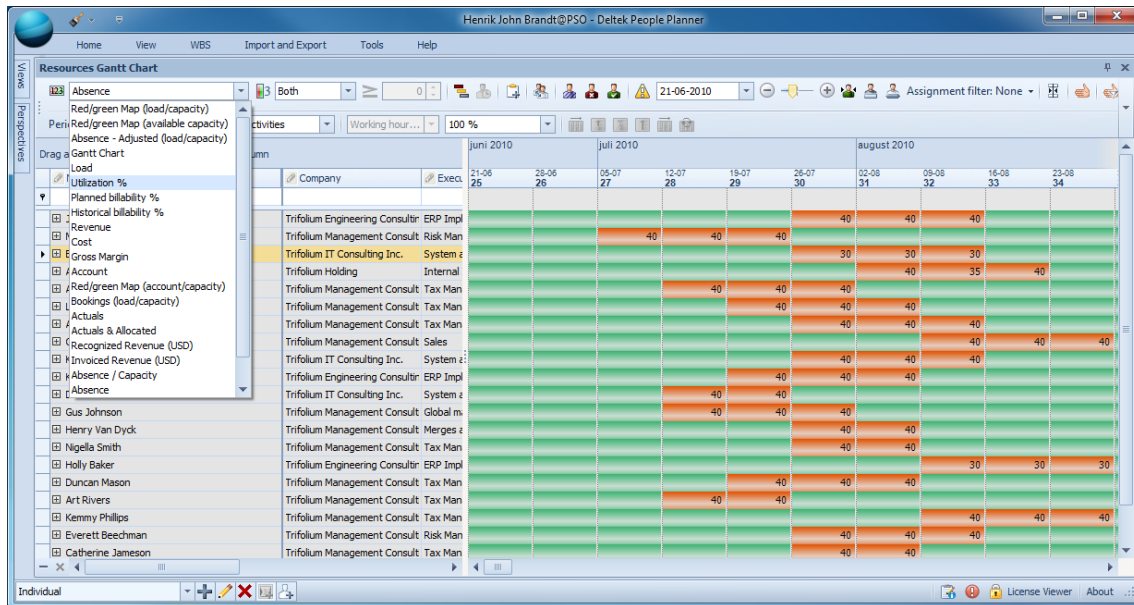 Henrik John Brandt@PSO - Deltek People Planner
Home View WBS Import and Export Tools Help
Views
Perspectives
Resources Gantt Chart
123 Absence 3 Both 0 21-06-2010 Assignment filter: None
Red/green Map (load/capacity)
Red/green Map (available capacity)
Absence - Adjusted (load/capacity)
Gantt Chart
Load
Utilization %
Planned billability %
Historical billability %
Revenue
Cost
Gross Margin
Account
Red/green Map (account/capacity)
Bookings (load/capacity)
Actuals
Actuals & Allocated
Recognized Revenue (USD)
Invoiced Revenue (USD)
Absence / Capacity
Absence
Working hour... 100 %
juni 2010 juli 2010 august 2010
Company
21-06 28-06 05-07 12-07 19-07 26-07 02-08 09-08 16-08 23-08
25 26 27 28 29 30 31 32 33 34
Trifolium Engineering Consultin ERP Impl 40 40 40
Trifolium Management Consult Risk Man 40 40 40
Trifolium IT Consulting Inc. System a 30 30 30
Trifolium Holding Internal 40 35 40
Trifolium Management Consult Tax Man 40 40 40
Trifolium Management Consult Tax Man 40 40 40
Trifolium Management Consult Tax Man 40 40 40
Trifolium Management Consult Sales 40 40 40
Trifolium IT Consulting Inc. System a 40 40 40
Trifolium Engineering Consultin ERP Impl 40 40 40
Trifolium IT Consulting Inc. System a 40 40
Gus Johnson Trifolium Management Consult Global m 40 40 40
Henry Van Dyck Trifolium Management Consult Merges a 40 40
Nigella Smith Trifolium Management Consult Tax Man 40 40
Holly Baker Trifolium Engineering Consultin ERP Impl 30 30 30
Duncan Mason Trifolium Management Consult Tax Man 40 40 40
Art Rivers Trifolium Management Consult Tax Man 40 40
Kemmy Phillips Trifolium Management Consult Tax Man 40 40 40
Everett Beechman Trifolium Management Consult Risk Man 40 40 40
Catherine Jameson Trifolium Management Consult Tax Man 40 40
Individual License Viewer About